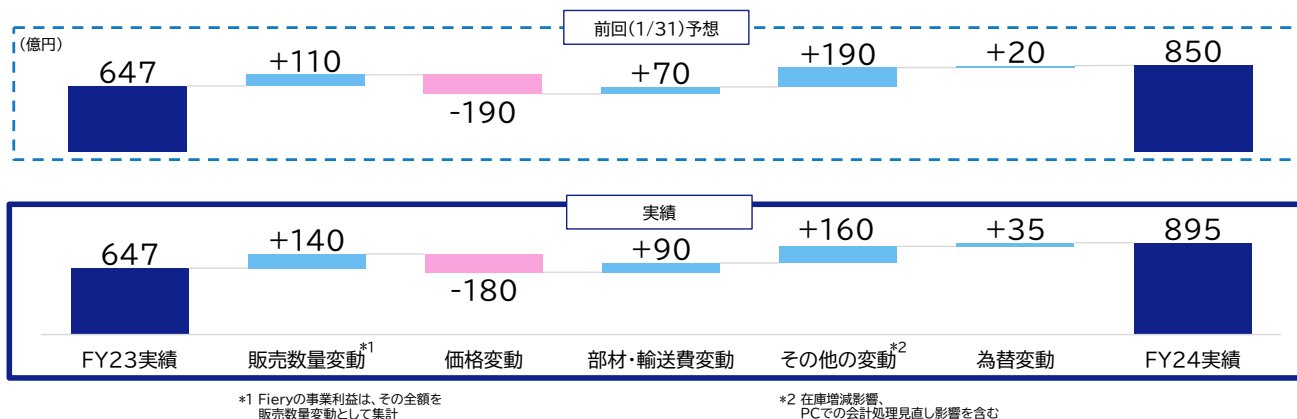 前回(1/31)予想
(億円)
647 +110 -190 +70 +190 +20 850
実績
647 +140 -180 +90 +160 +35 895
FY23実績 販売数量変動*1 価格変動 部材・輸送費変動 その他の変動*2 為替変動 FY24実績
*1 Fieryの事業利益は、その全額を
販売数量変動として集計
*2 在庫増減影響、
PCでの会計処理見直し影響を含む